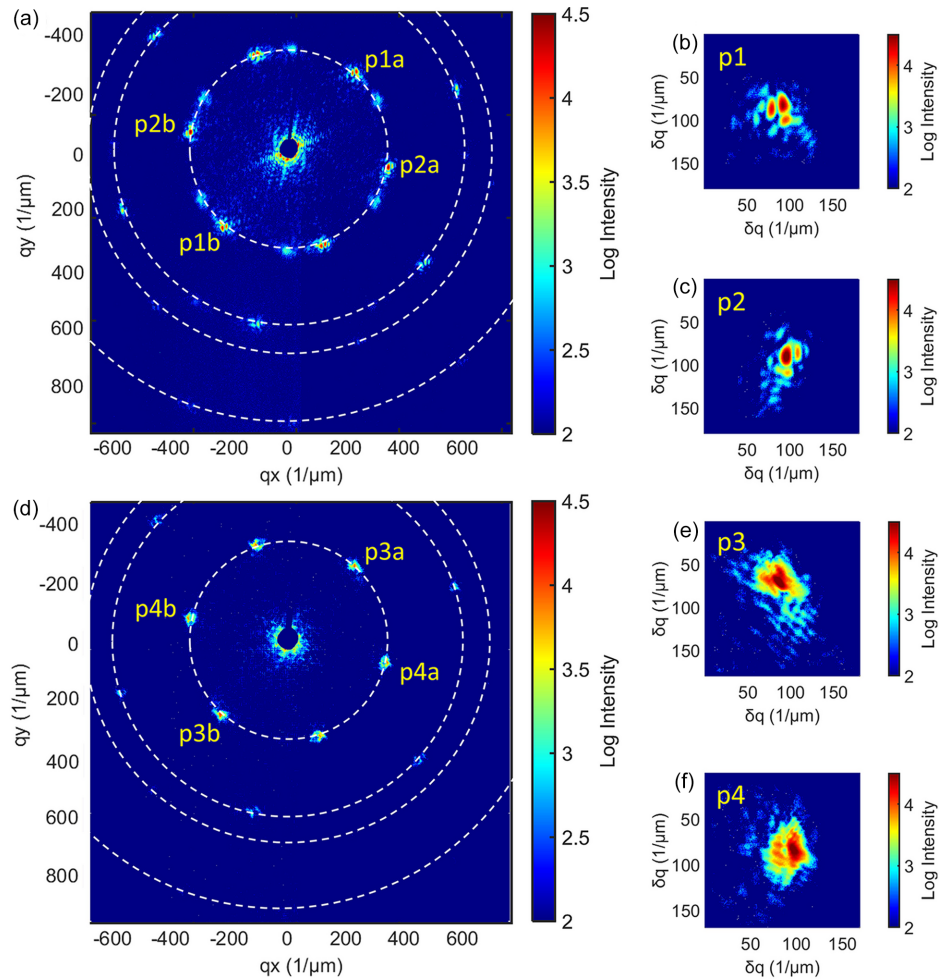 (a)
-400
-200
0
200
400
600
800
qy (1/µm)
p1a
p2b
p2a
p1b
-600
-400
-200
0
200
400
600
qx (1/µm)
4.5
4
3.5
3
2.5
2
Log Intensity
(b)
p1
50
100
150
δq (1/µm)
50
100
150
δq (1/µm)
4
3
2
Log Intensity
(c)
p2
50
100
150
δq (1/µm)
50
100
150
δq (1/µm)
4
3
2
Log Intensity
(d)
-400
-200
0
200
400
600
800
qy (1/µm)
p3a
p4b
p4a
p3b
-600
-400
-200
0
200
400
600
qx (1/µm)
4.5
4
3.5
3
2.5
2
Log Intensity
(e)
p3
50
100
150
δq (1/µm)
50
100
150
δq (1/µm)
4
3
2
Log Intensity
(f)
p4
50
100
150
δq (1/µm)
50
100
150
δq (1/µm)
4
3
2
Log Intensity